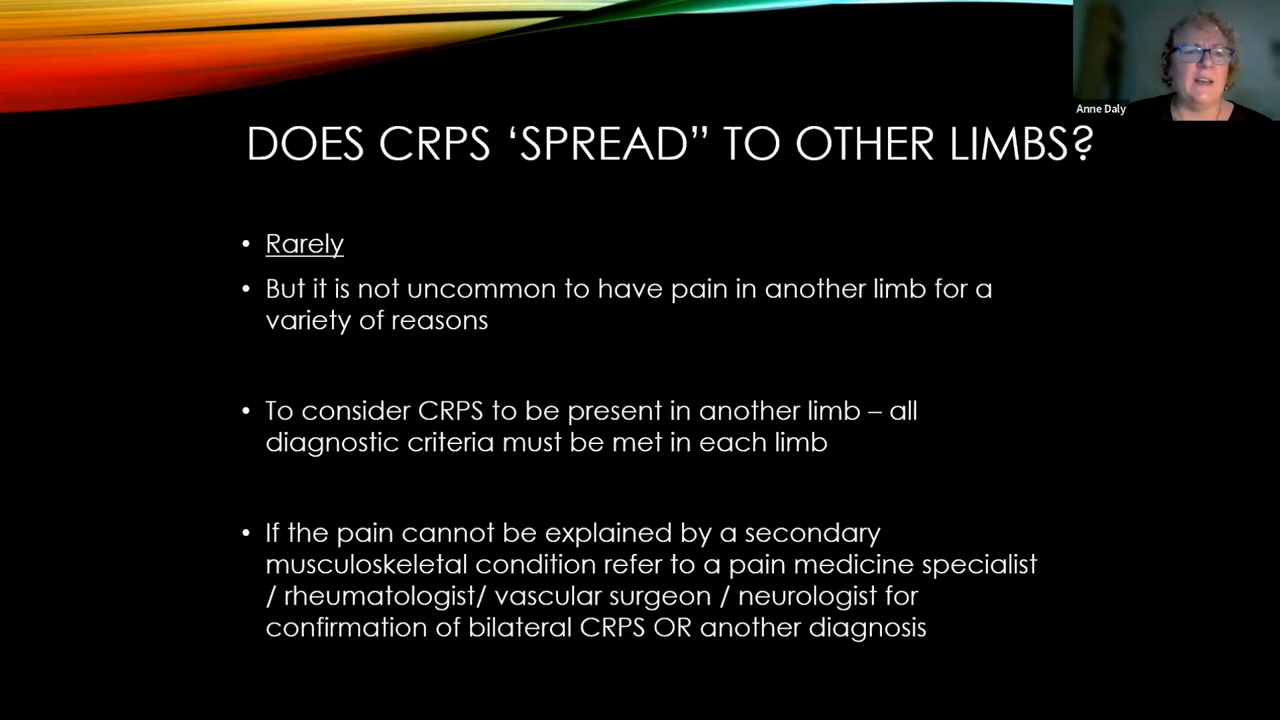 Anne Daly
DOES CRPS ‘SPREAD” TO OTHER LIMBS?
• Rarely
• But it is not uncommon to have pain in another limb for a
variety of reasons
• To consider CRPS to be present in another limb – all
diagnostic criteria must be met in each limb
• If the pain cannot be explained by a secondary
musculoskeletal condition refer to a pain medicine specialist
/ rheumatologist/ vascular surgeon / neurologist for
confirmation of bilateral CRPS OR another diagnosis